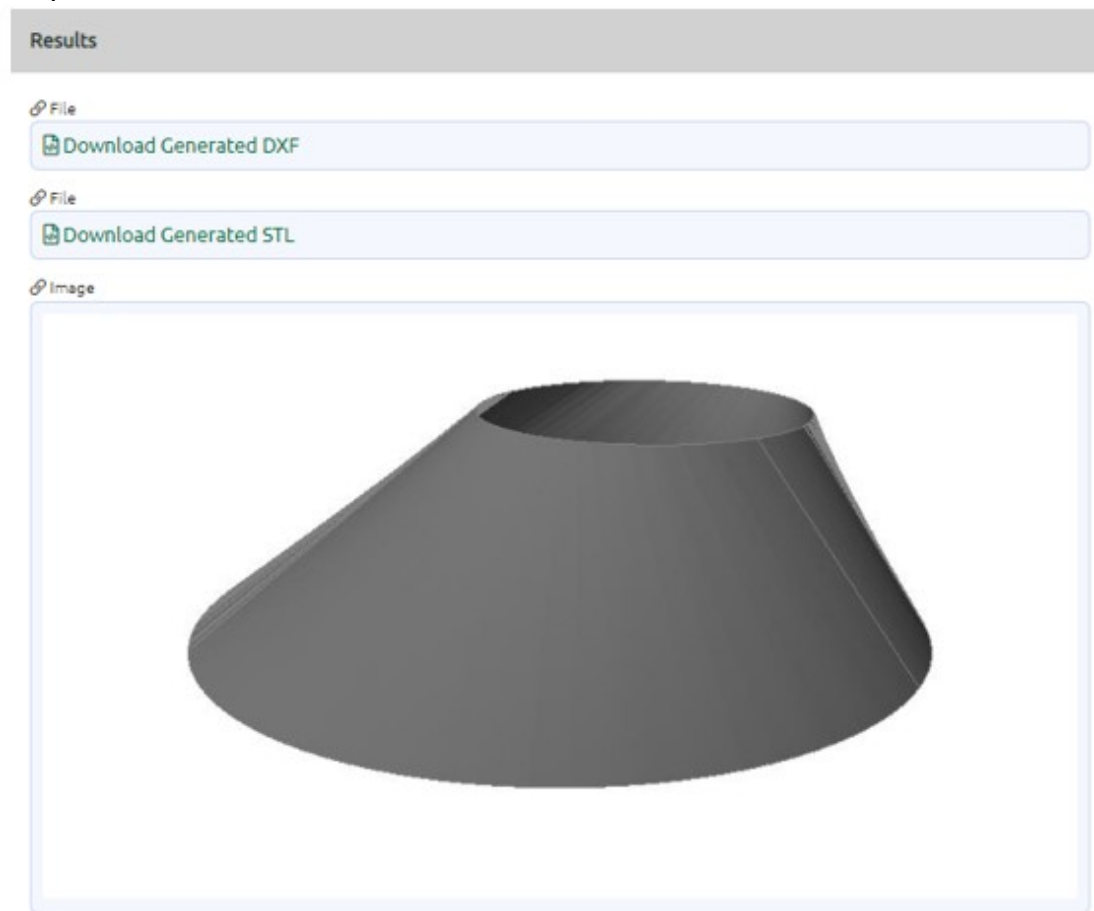 Results
File
Download Generated DXF
File
Download Generated STL
Image